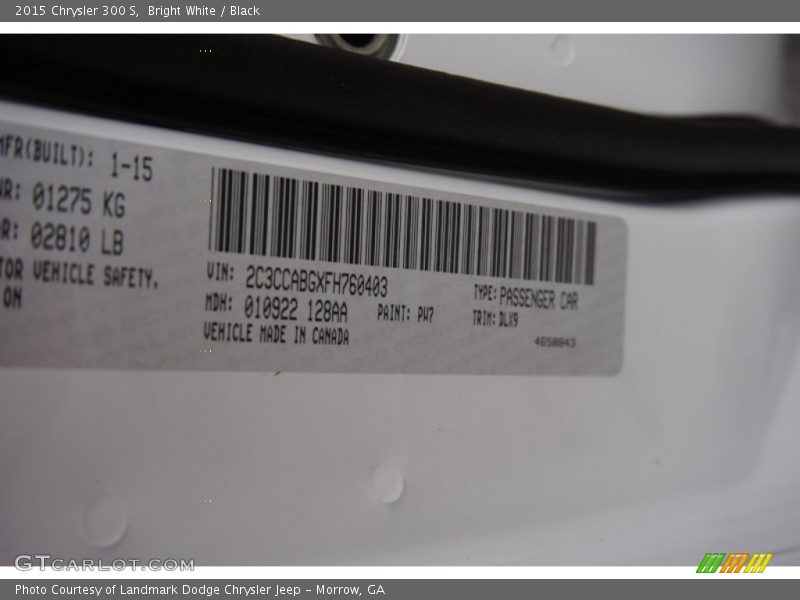 2015 Chrysler 300 S, Bright White / Black
MFR(BUILT): 1-15
WR: 01275 KG
R: 02810 LB
TOR VEHICLE SAFETY,
ON
VIN: 2C3CCABGXFH760403
MDH: 010922 128AA
PAINT: PW7
VEHICLE MADE IN CANADA
TYPE: PASSENGER CAR
TRIM: DLX9
4650843
GTCARLOT.COM
Photo Courtesy of Landmark Dodge Chrysler Jeep – Morrow, GA